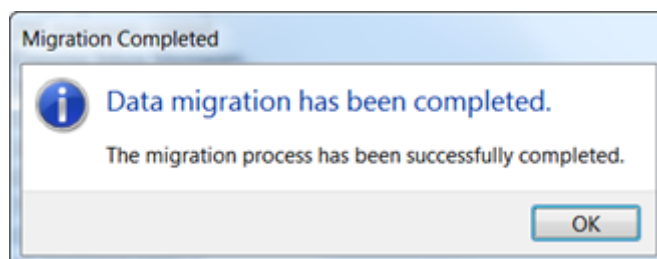 Migration Completed
Data migration has been completed.
The migration process has been successfully completed.
OK